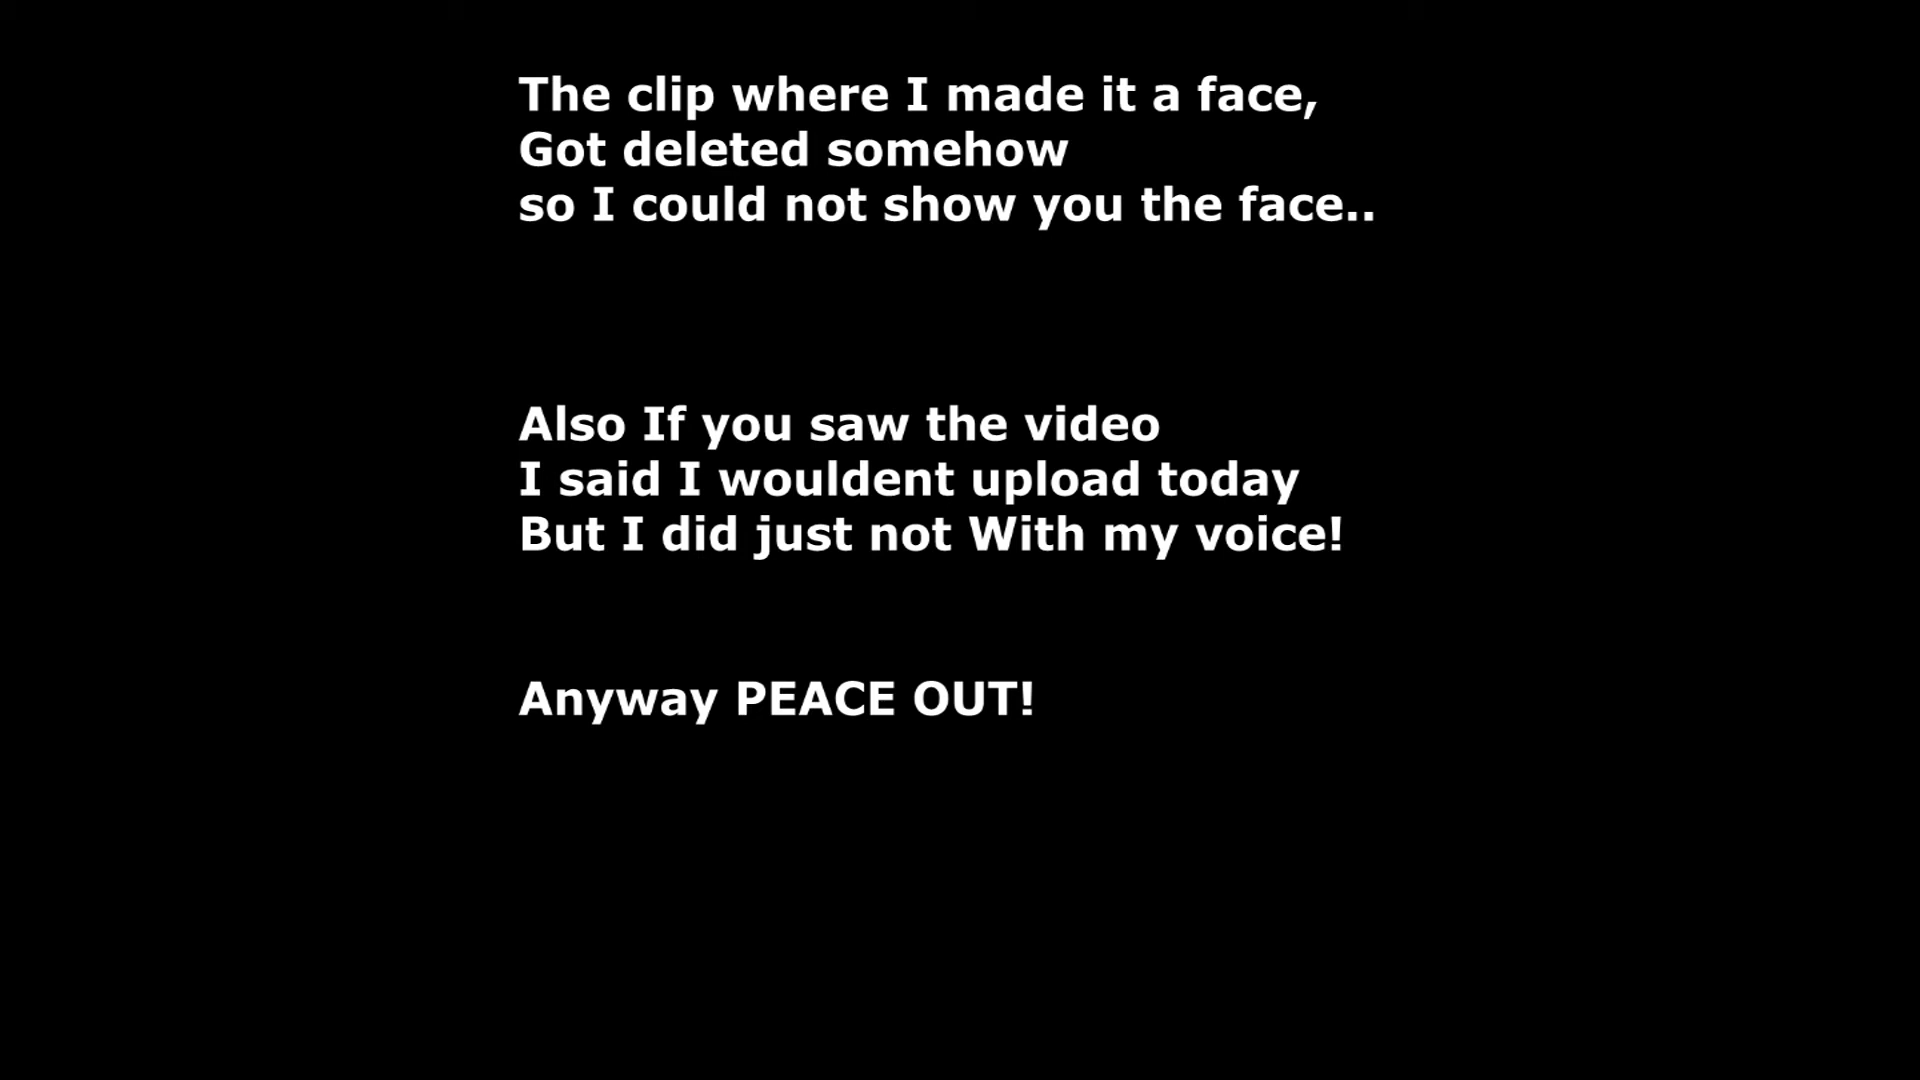 The clip where I made it a face,
Got deleted somehow
so I could not show you the face..
Also If you saw the video
I said I wouldent upload today
But I did just not With my voice!
Anyway PEACE OUT!